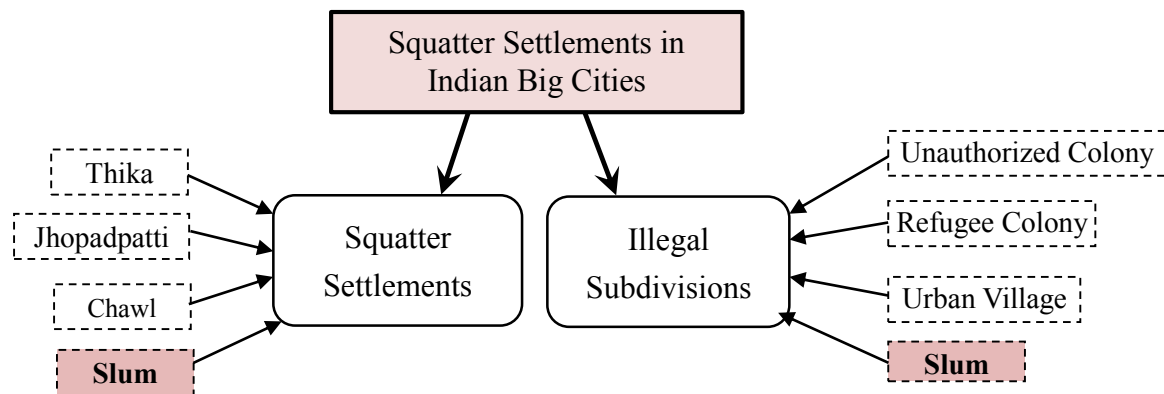 Squatter Settlements in
Indian Big Cities
Thika
Jhopadpatti
Chawl
Slum
Squatter
Settlements
Illegal
Subdivisions
Unauthorized Colony
Refugee Colony
Urban Village
Slum